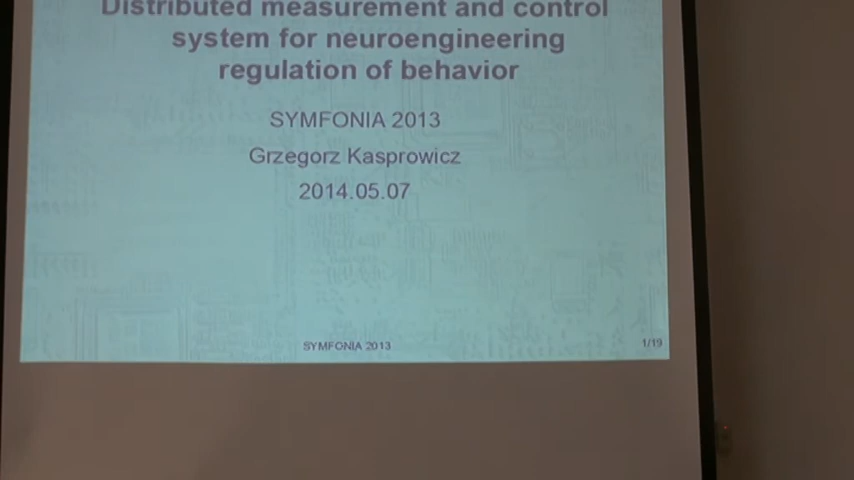 Distributed measurement and control
system for neuroengineering
regulation of behavior
SYMFONIA 2013
Grzegorz Kasprowicz
2014.05.07
SYMFONIA 2013
1/19